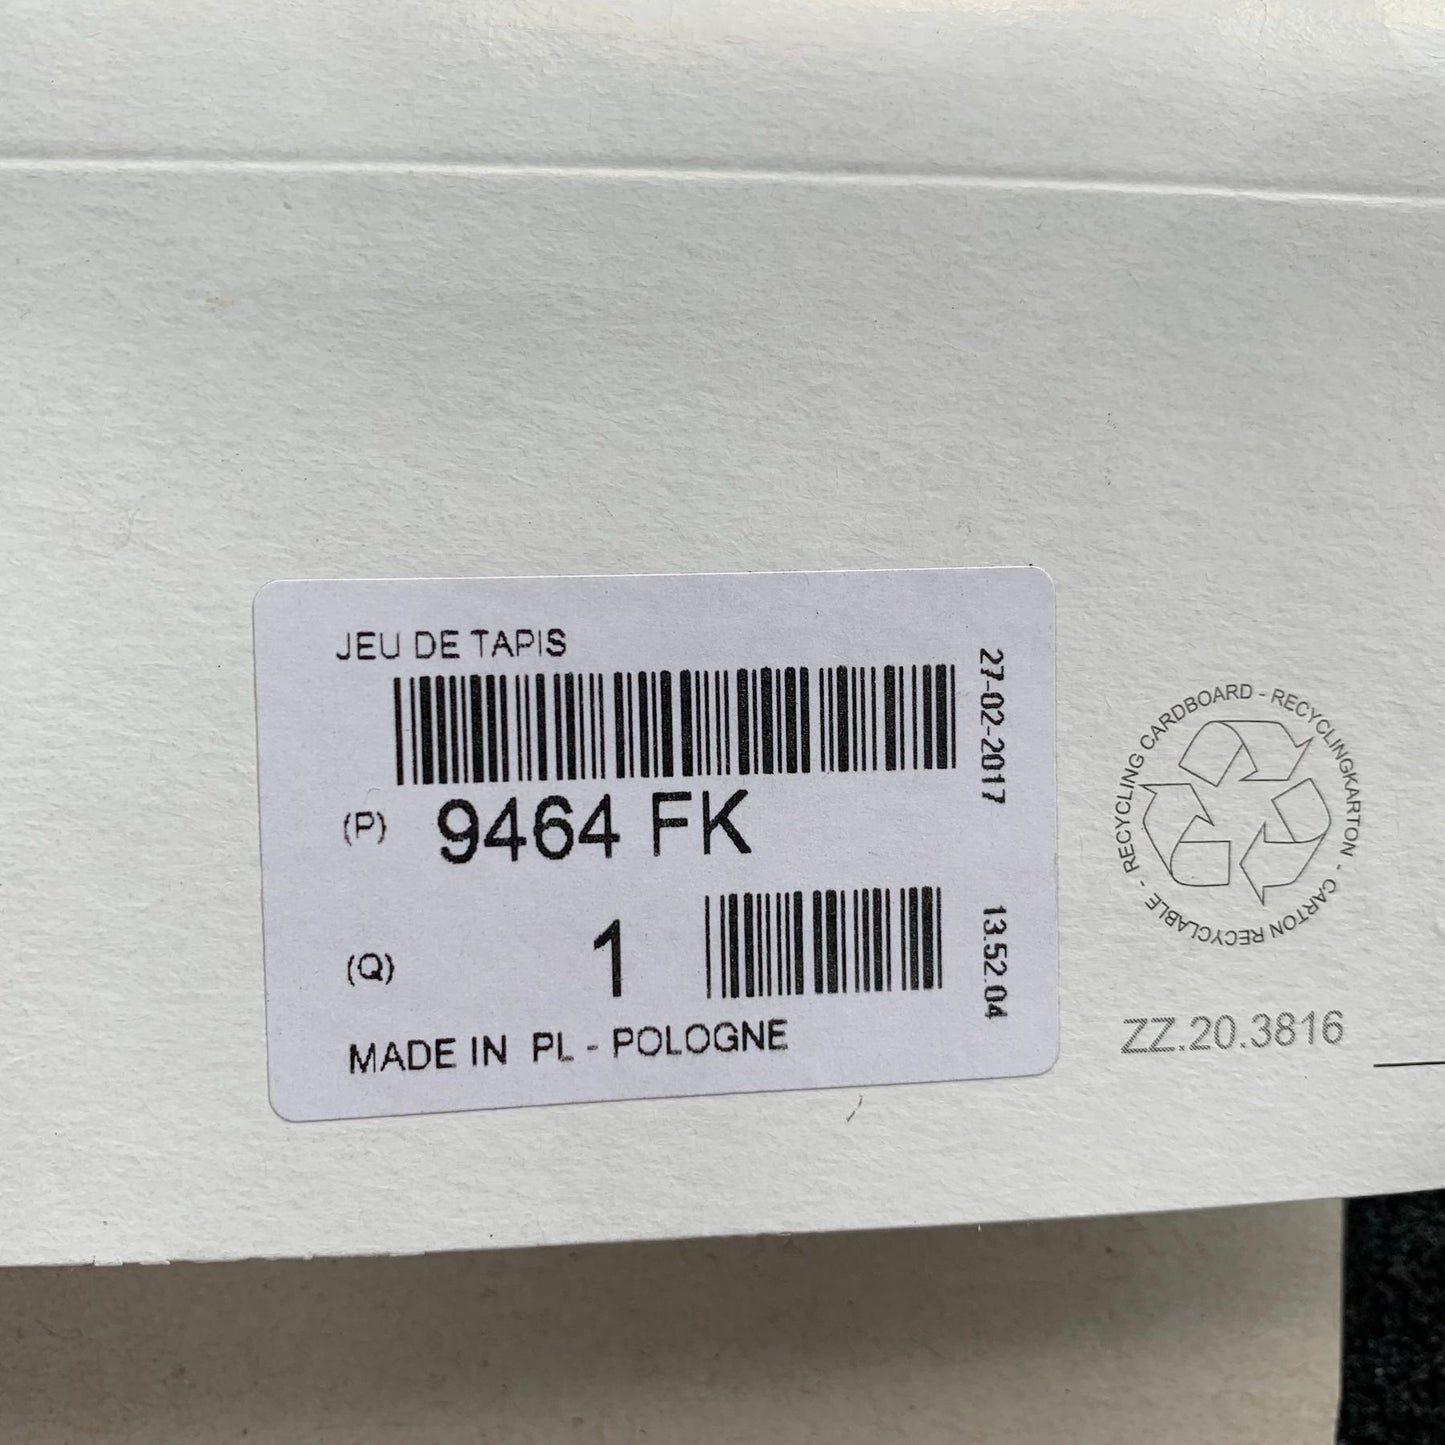 JEU DE TAPIS
27-02-2017
(P) 9464 FK
(Q) 1
13.52.04
MADE IN PL - POLOGNE
RECYCLING CARDBOARD - RECYCLINGKARTON - CARTON RECYCLABLE -
ZZ.20.3816